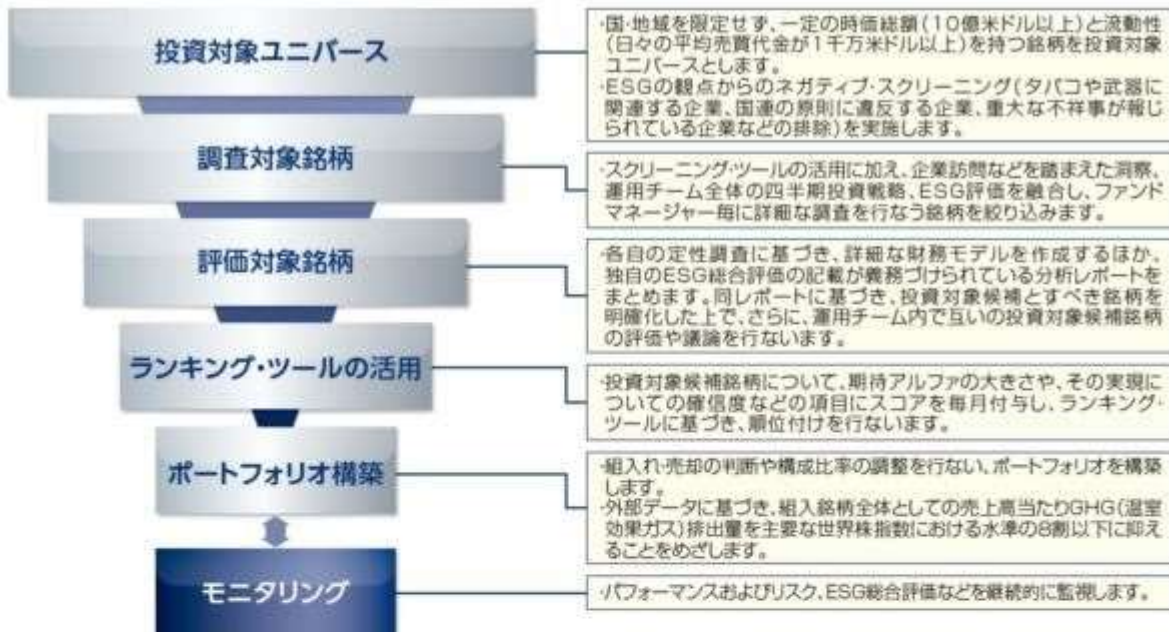 投資対象ユニバース
・国・地域を限定せず、一定の時価総額(10億米ドル以上)と流動性
(日々の平均売買代金が1千万米ドル以上)を持つ銘柄を投資対象
ユニバースとします。
・ESGの観点からのネガティブ・スクリーニング(タバコや武器に
関連する企業、国連の原則に違反する企業、重大な不祥事が報じ
られている企業などの排除)を実施します。
調査対象銘柄
・スクリーニング・ツールの活用に加え、企業訪問などを踏まえた洞察、
運用チーム全体の四半期投資戦略、ESG評価を融合し、ファンド
マネージャー毎に詳細な調査を行なう銘柄を絞り込みます。
評価対象銘柄
・各自の定性調査に基づき、詳細な財務モデルを作成するほか、
独自のESG総合評価の記載が義務づけられている分析レポートを
まとめます。同レポートに基づき、投資対象候補とすべき銘柄を
明確化した上で、さらに、運用チーム内で互いの投資対象候補銘柄
の評価や議論を行ないます。
ランキング・ツールの活用
・投資対象候補銘柄について、期待アルファの大きさや、その実現に
ついての確信度などの項目にスコアを毎月付与し、ランキング・
ツールに基づき、順位付けを行ないます。
ポートフォリオ構築
・組入れ・売却の判断や構成比率の調整を行ない、ポートフォリオを構築
します。
・外部データに基づき、組入銘柄全体としての売上高当たりGHG(温室
効果ガス)排出量を主要な世界株指数における水準の8割以下に抑え
ることをめざします。
モニタリング
・パフォーマンスおよびリスク、ESG総合評価などを継続的に監視します。